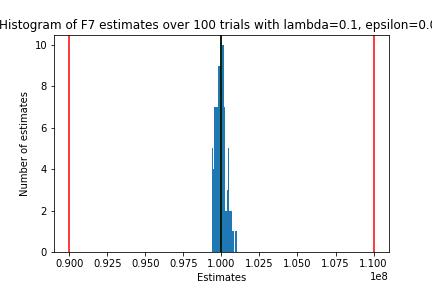 Histogram of F7 estimates over 100 trials with lambda=0.1, epsilon=0.0
10
8
6
4
2
0
Number of estimates
0.900 0.925 0.950 0.975 1.000 1.025 1.050 1.075 1.100
1e8
Estimates